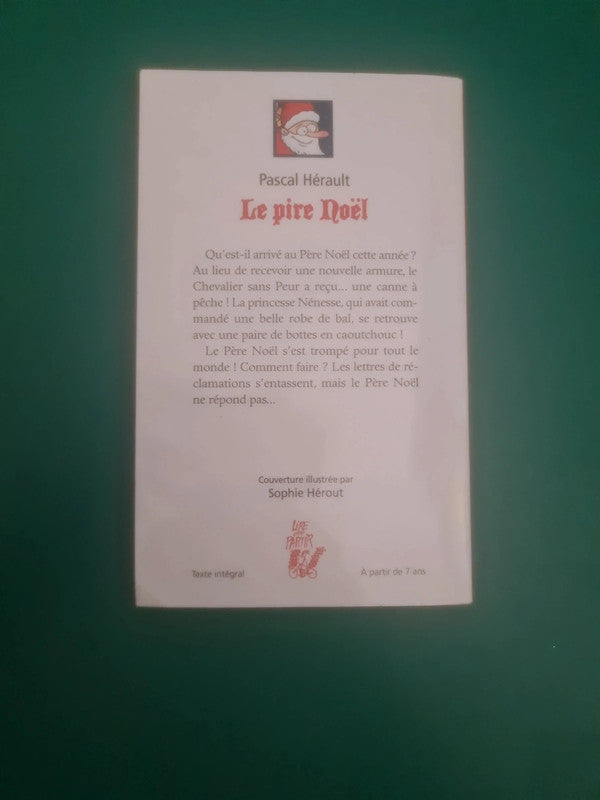 Pascal Hérault
Le pire Noël
Qu'est-il arrivé au Père Noël cette année ?
Au lieu de recevoir une nouvelle armure, le
Chevalier sans Peur a reçu... une canne à
pêche ! La princesse Nénesse, qui avait com-
mandé une belle robe de bal, se retrouve
avec une paire de bottes en caoutchouc !
Le Père Noël s'est trompé pour tout le
monde ! Comment faire ? Les lettres de ré-
clamations s'entassent, mais le Père Noël
ne répond pas...
Couverture illustrée par
Sophie Hérout
LIRE
PARTIR
Texte intégral
À partir de 7 ans